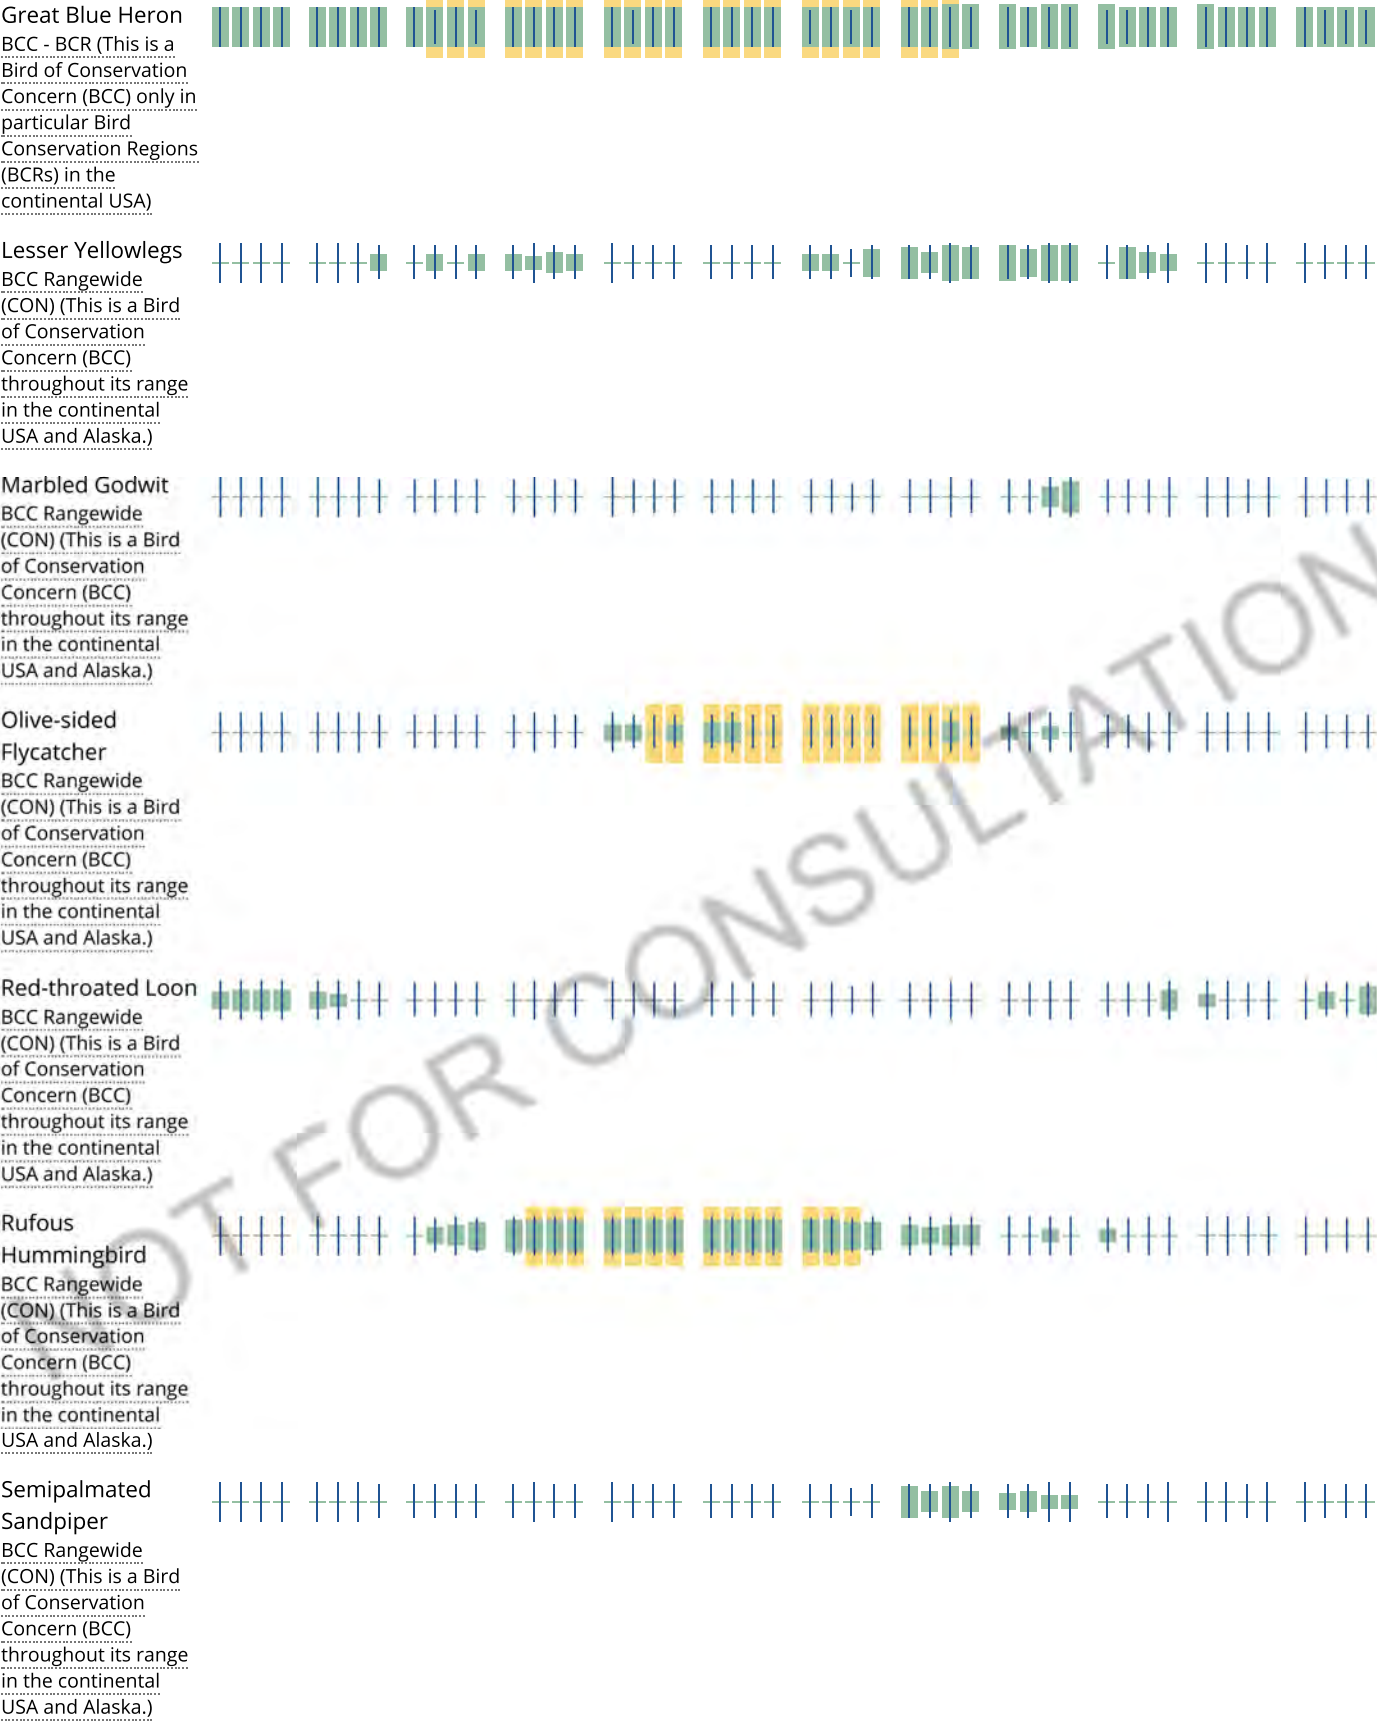 Great Blue Heron
BCC - BCR (This is a
Bird of Conservation
Concern (BCC) only in
particular Bird
Conservation Regions
(BCRs) in the
continental USA)
Lesser Yellowlegs
BCC Rangewide
(CON) (This is a Bird
of Conservation
Concern (BCC)
throughout its range
in the continental
USA and Alaska.)
Marbled Godwit
BCC Rangewide
(CON) (This is a Bird
of Conservation
Concern (BCC)
throughout its range
in the continental
USA and Alaska.)
Olive-sided
Flycatcher
BCC Rangewide
(CON) (This is a Bird
of Conservation
Concern (BCC)
throughout its range
in the continental
USA and Alaska.)
Red-throated Loon
BCC Rangewide
(CON) (This is a Bird
of Conservation
Concern (BCC)
throughout its range
in the continental
USA and Alaska.)
Rufous
Hummingbird
BCC Rangewide
(CON) (This is a Bird
of Conservation
Concern (BCC)
throughout its range
in the continental
USA and Alaska.)
Semipalmated
Sandpiper
BCC Rangewide
(CON) (This is a Bird
of Conservation
Concern (BCC)
throughout its range
in the continental
USA and Alaska.)
NOT FOR CONSULTATION